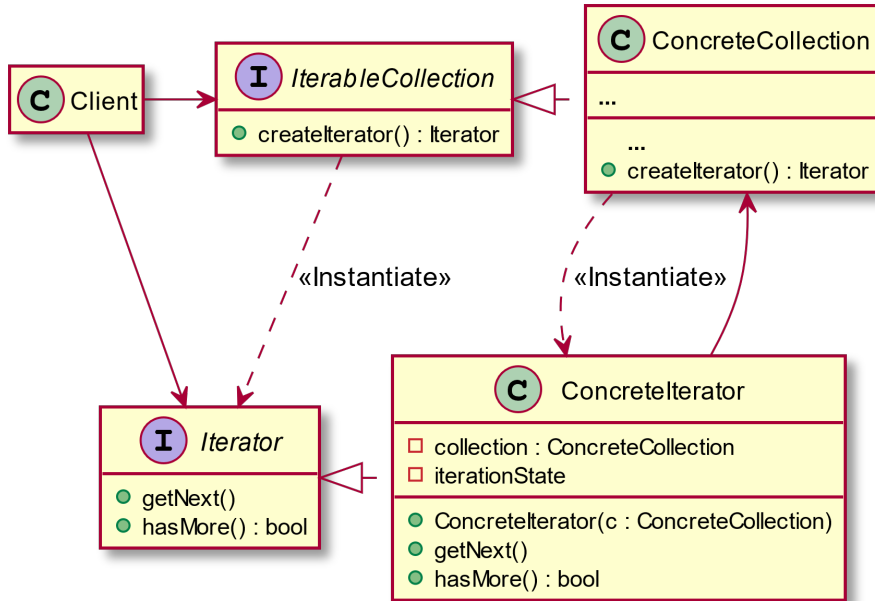 C Client
I IterableCollection
createIterator() : Iterator
C ConcreteCollection
...
...
createIterator() : Iterator
«Instantiate»
«Instantiate»
I Iterator
getNext()
hasMore() : bool
C ConcreteIterator
collection : ConcreteCollection
iterationState
ConcreteIterator(c : ConcreteCollection)
getNext()
hasMore() : bool